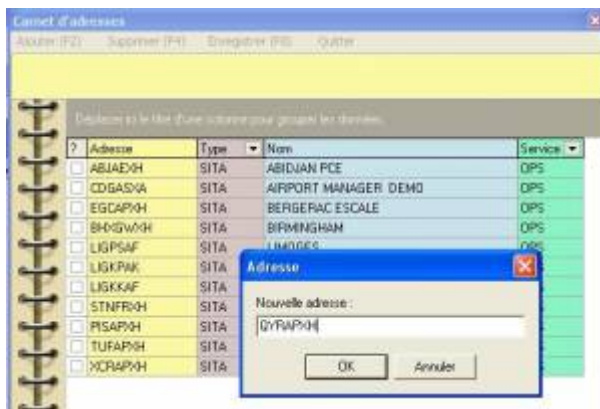 Carnet d'adresses
Ajouter (F2) Supprimer (F4) Enregistrer (F8) Quitter
Déplacer ici le titre d'une colonne pour grouper les données.
? Adresse Type Nom Service
ABJAEXH SITA ABIDJAN PCE OPS
CDGASXA SITA AIRPORT MANAGER DEMO OPS
EGCAPXH SITA BERGERAC ESCALE OPS
BHXGWXH SITA BIRMINGHAM OPS
LIGPSAF SITA LIMOGES
LIGKPAK SITA
LIGKKAF SITA
STNFRXH SITA
PISAPXH SITA
TUFAPXH SITA
XCRAPXH SITA
Adresse
Nouvelle adresse :
QYRAPXH
OK Annuler